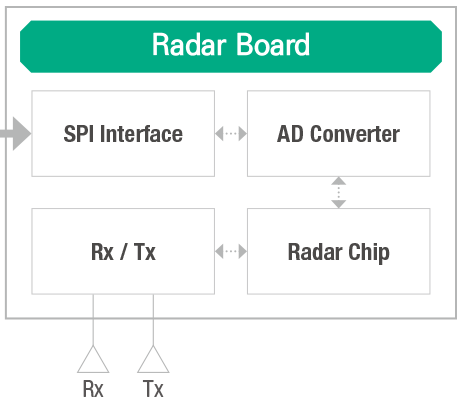 Radar Board
SPI Interface
AD Converter
Rx / Tx
Radar Chip
Rx
Tx